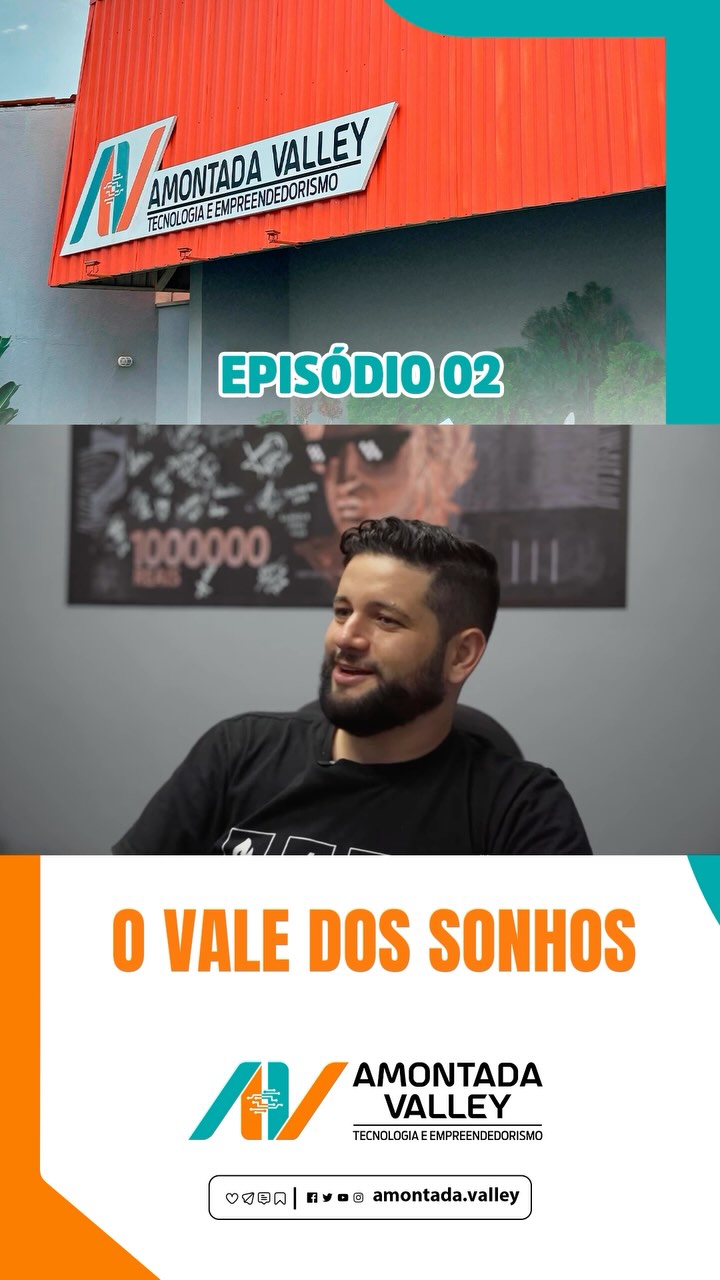 AMONTADA VALLEY
TECNOLOGIA E EMPREENDEDORISMO
EPISÓDIO 02
1000000
REAIS
O VALE DOS SONHOS
AMONTADA
VALLEY
TECNOLOGIA E EMPREENDEDORISMO
amontada.valley